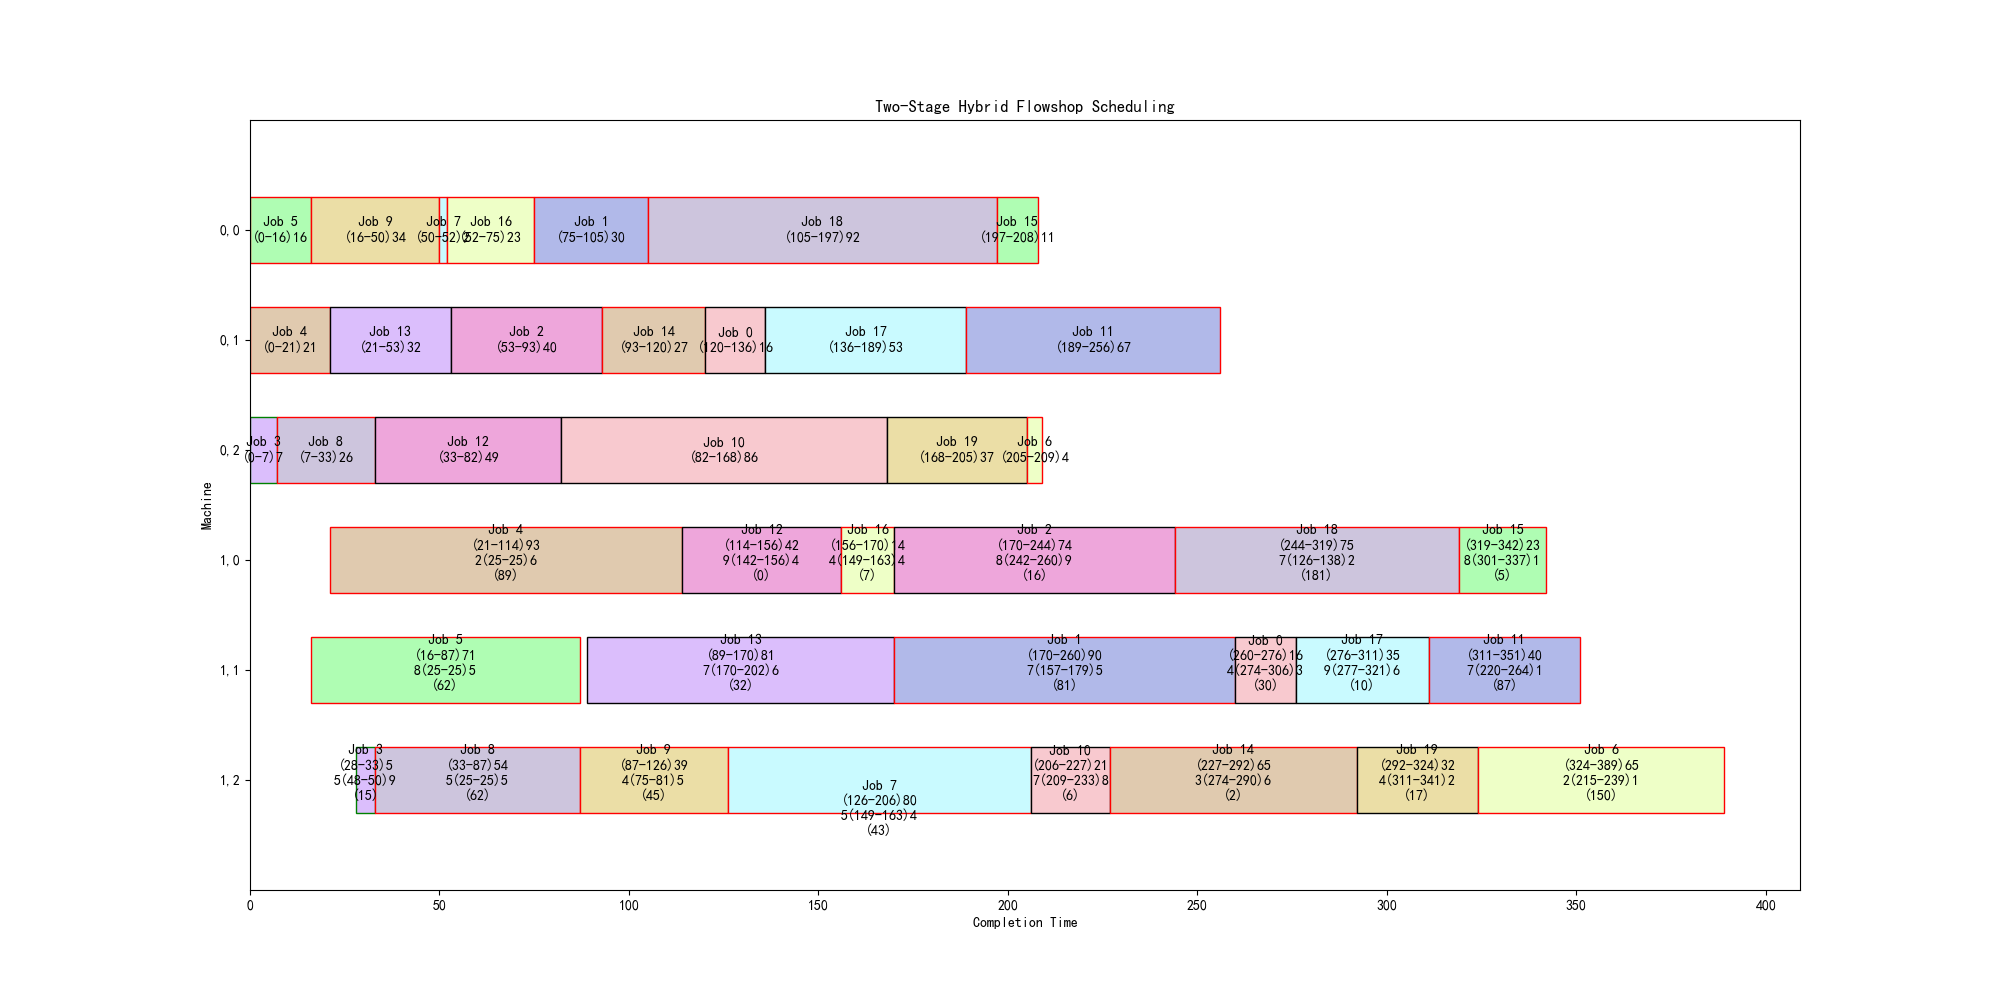 Two-Stage Hybrid Flowshop Scheduling
0,0
Job 5
(0-16)16
Job 9
(16-50)34
Job 7
(50-52)2
Job 16
(52-75)23
Job 1
(75-105)30
Job 18
(105-197)92
Job 15
(197-208)11
0,1
Job 4
(0-21)21
Job 13
(21-53)32
Job 2
(53-93)40
Job 14
(93-120)27
Job 0
(120-136)16
Job 17
(136-189)53
Job 11
(189-256)67
0,2
Job 3
(0-7)7
Job 8
(7-33)26
Job 12
(33-82)49
Job 10
(82-168)86
Job 19
(168-205)37
Job 6
(205-209)4
Machine
1,0
Job 4
(21-114)93
2(25-25)6
(89)
Job 12
(114-156)42
9(142-156)4
(0)
Job 16
(156-170)14
4(149-163)4
(7)
Job 2
(170-244)74
8(242-260)9
(16)
Job 18
(244-319)75
7(126-138)2
(181)
Job 15
(319-342)23
8(301-337)1
(5)
1,1
Job 5
(16-87)71
8(25-25)5
(62)
Job 13
(89-170)81
7(170-202)6
(32)
Job 1
(170-260)90
7(157-179)5
(81)
Job 0
(260-276)16
4(274-306)3
(30)
Job 17
(276-311)35
9(277-321)6
(10)
Job 11
(311-351)40
7(220-264)1
(87)
1,2
Job 3
(28-33)5
5(48-50)9
(15)
Job 8
(33-87)54
5(25-25)5
(62)
Job 9
(87-126)39
4(75-81)5
(45)
Job 7
(126-206)80
5(149-163)4
(43)
Job 10
(206-227)21
7(209-233)8
(6)
Job 14
(227-292)65
3(274-290)6
(2)
Job 19
(292-324)32
4(311-341)2
(17)
Job 6
(324-389)65
2(215-239)1
(150)
0 50 100 150 200 250 300 350 400
Completion Time